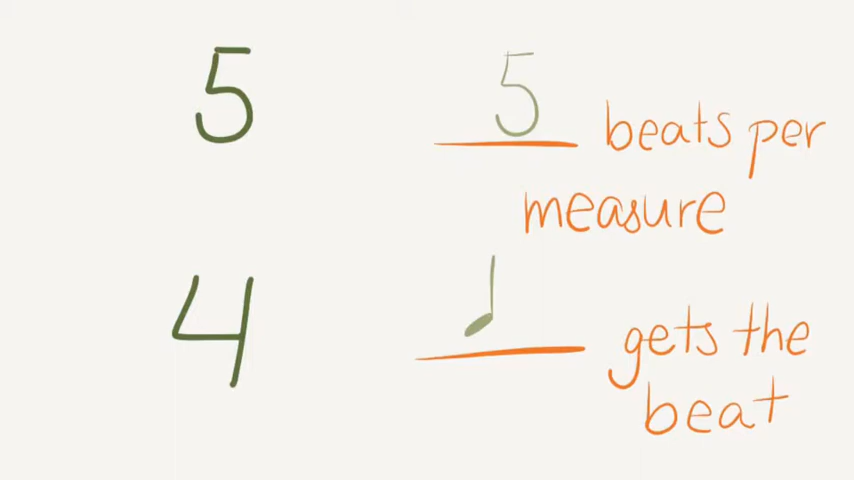 5
5 beats per
measure
4
♩ gets the
beat